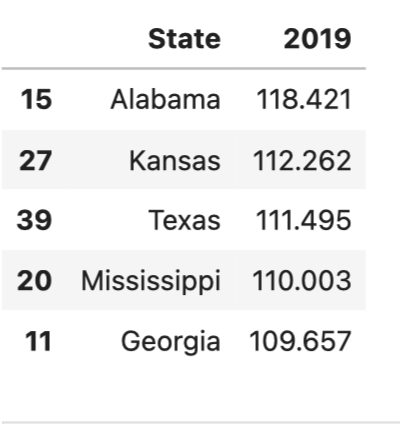 State 2019
15 Alabama 118.421
27 Kansas 112.262
39 Texas 111.495
20 Mississippi 110.003
11 Georgia 109.657